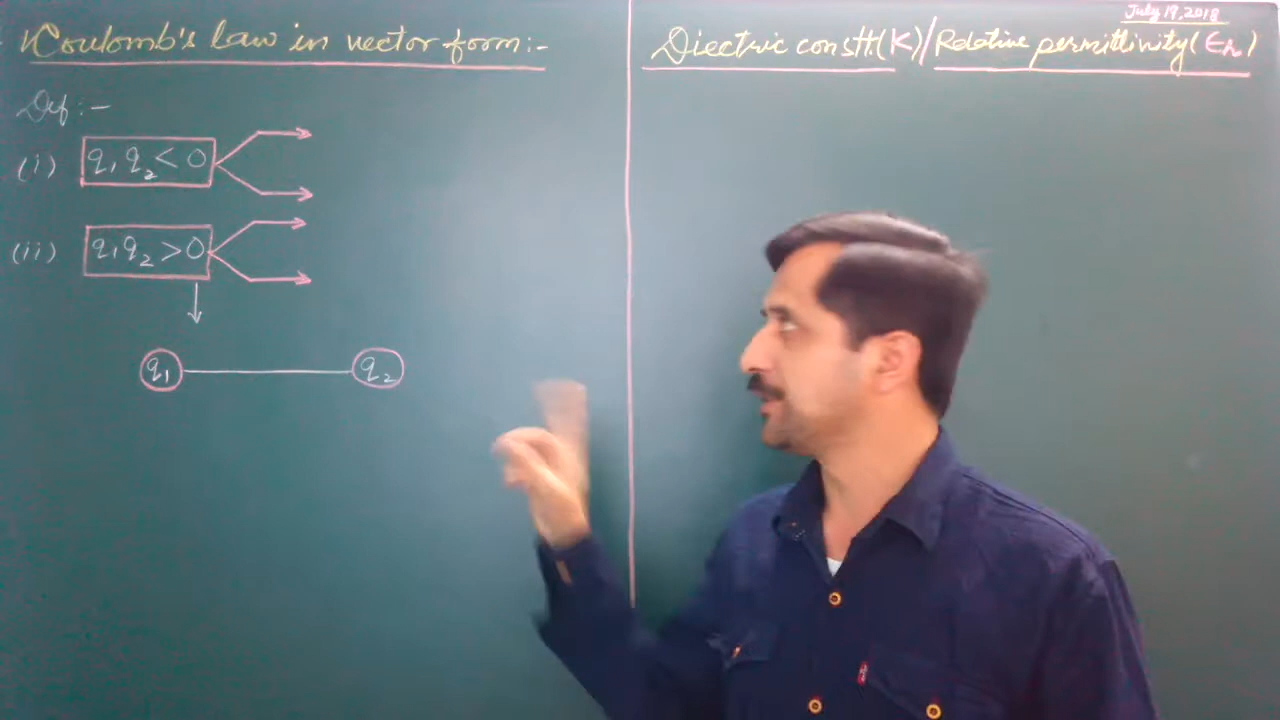 Coulomb's law in vector form:-
Def:-
(i) q₁q₂ < 0
(ii) q₁q₂ > 0
q₁ q₂
July 19, 2018
Diectric constt.(K)/Relative permittivity(ϵr)